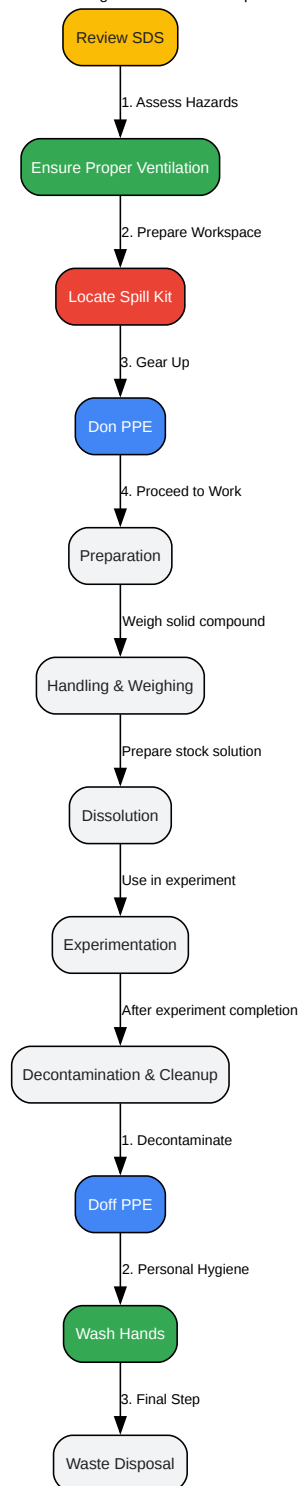 Review SDS
1. Assess Hazards
Ensure Proper Ventilation
2. Prepare Workspace
Locate Spill Kit
3. Gear Up
Don PPE
4. Proceed to Work
Preparation
Weigh solid compound
Handling & Weighing
Prepare stock solution
Dissolution
Use in experiment
Experimentation
After experiment completion
Decontamination & Cleanup
1. Decontaminate
Doff PPE
2. Personal Hygiene
Wash Hands
3. Final Step
Waste Disposal